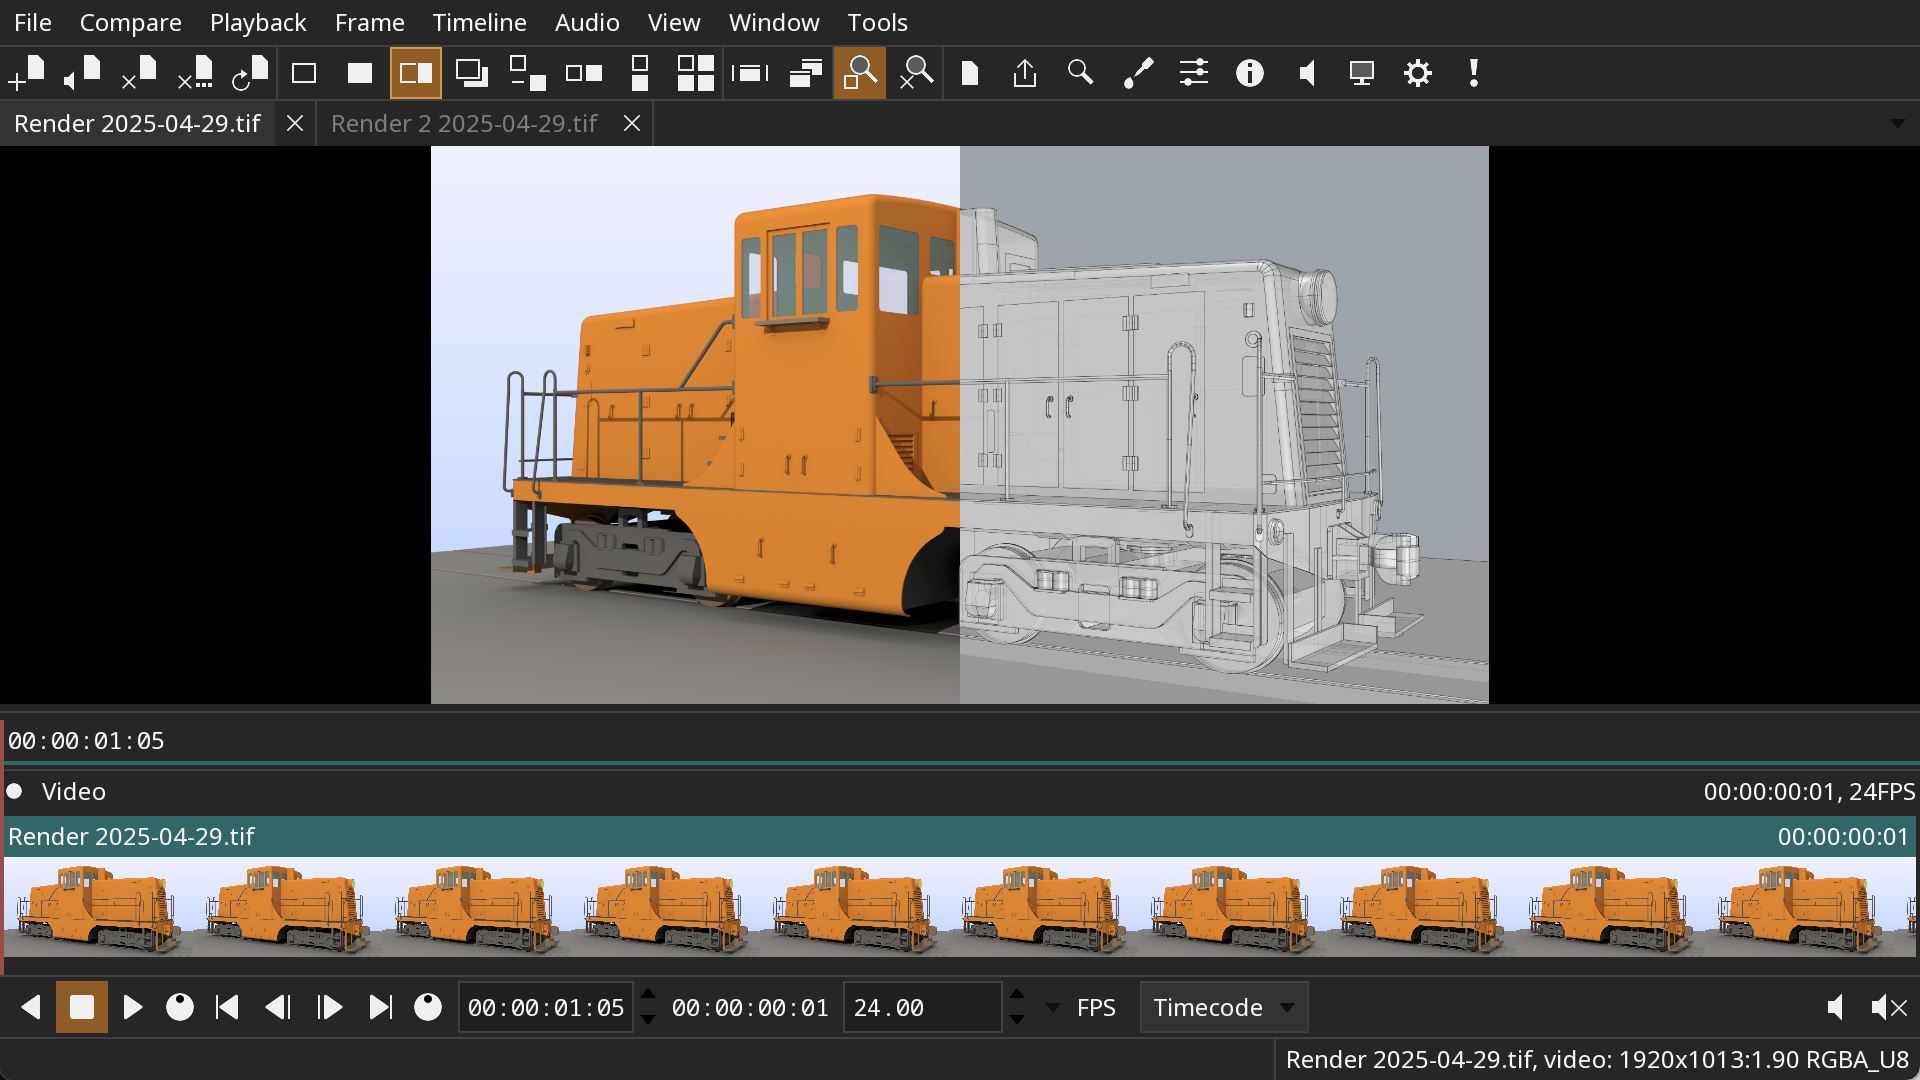 File Compare Playback Frame Timeline Audio View Window Tools
Render 2025-04-29.tif Render 2 2025-04-29.tif
00:00:01:05
Video 00:00:00:01, 24FPS
Render 2025-04-29.tif 00:00:00:01
00:00:01:05 00:00:00:01 24.00 FPS Timecode
Render 2025-04-29.tif, video: 1920x1013:1.90 RGBA_U8